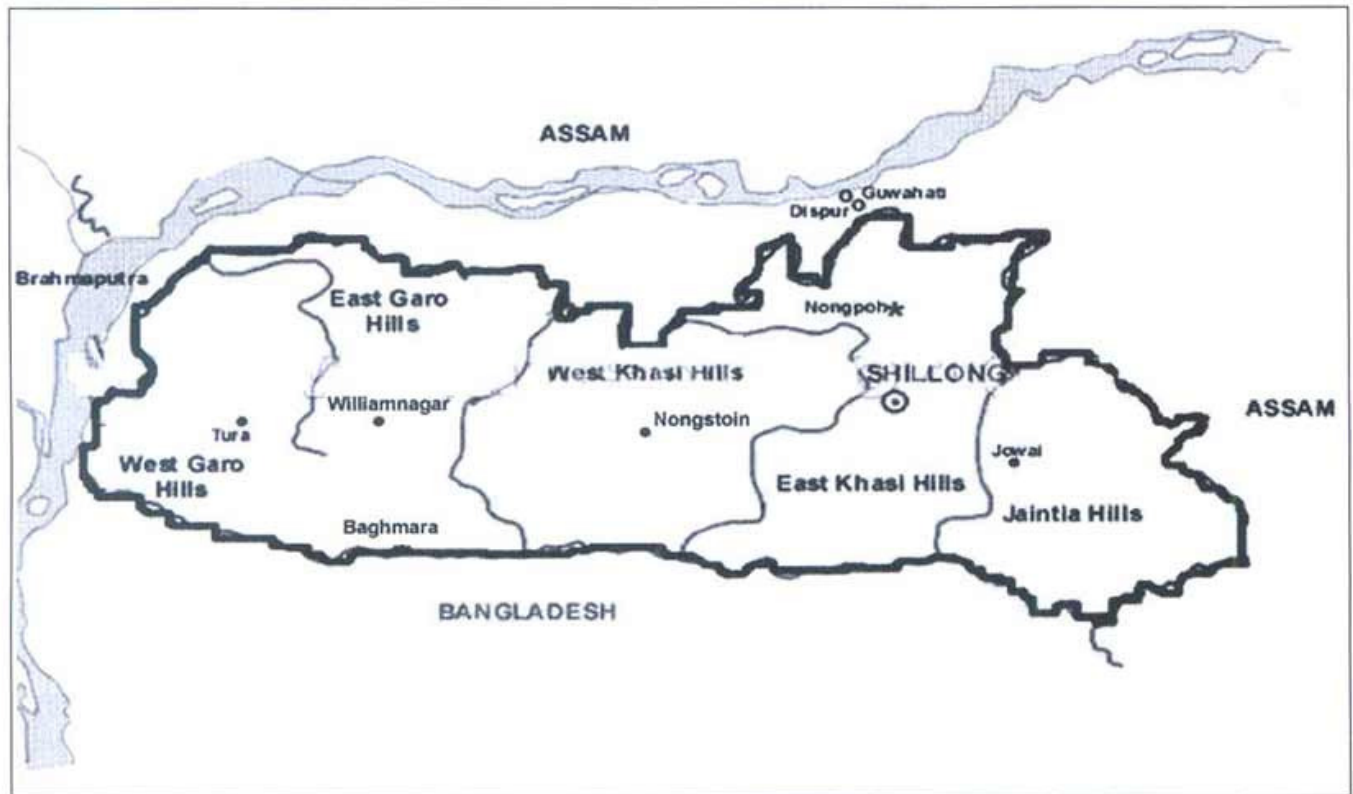 ASSAM
Guwahati
Dispur
Brahmaputra
East Garo
Hills
Nongpoh
West Khasi Hills
SHILLONG
Williamnagar
Nongstoin
ASSAM
Tura
West Garo
Hills
Jowai
East Khasi Hills
Jaintia Hills
Baghmara
BANGLADESH